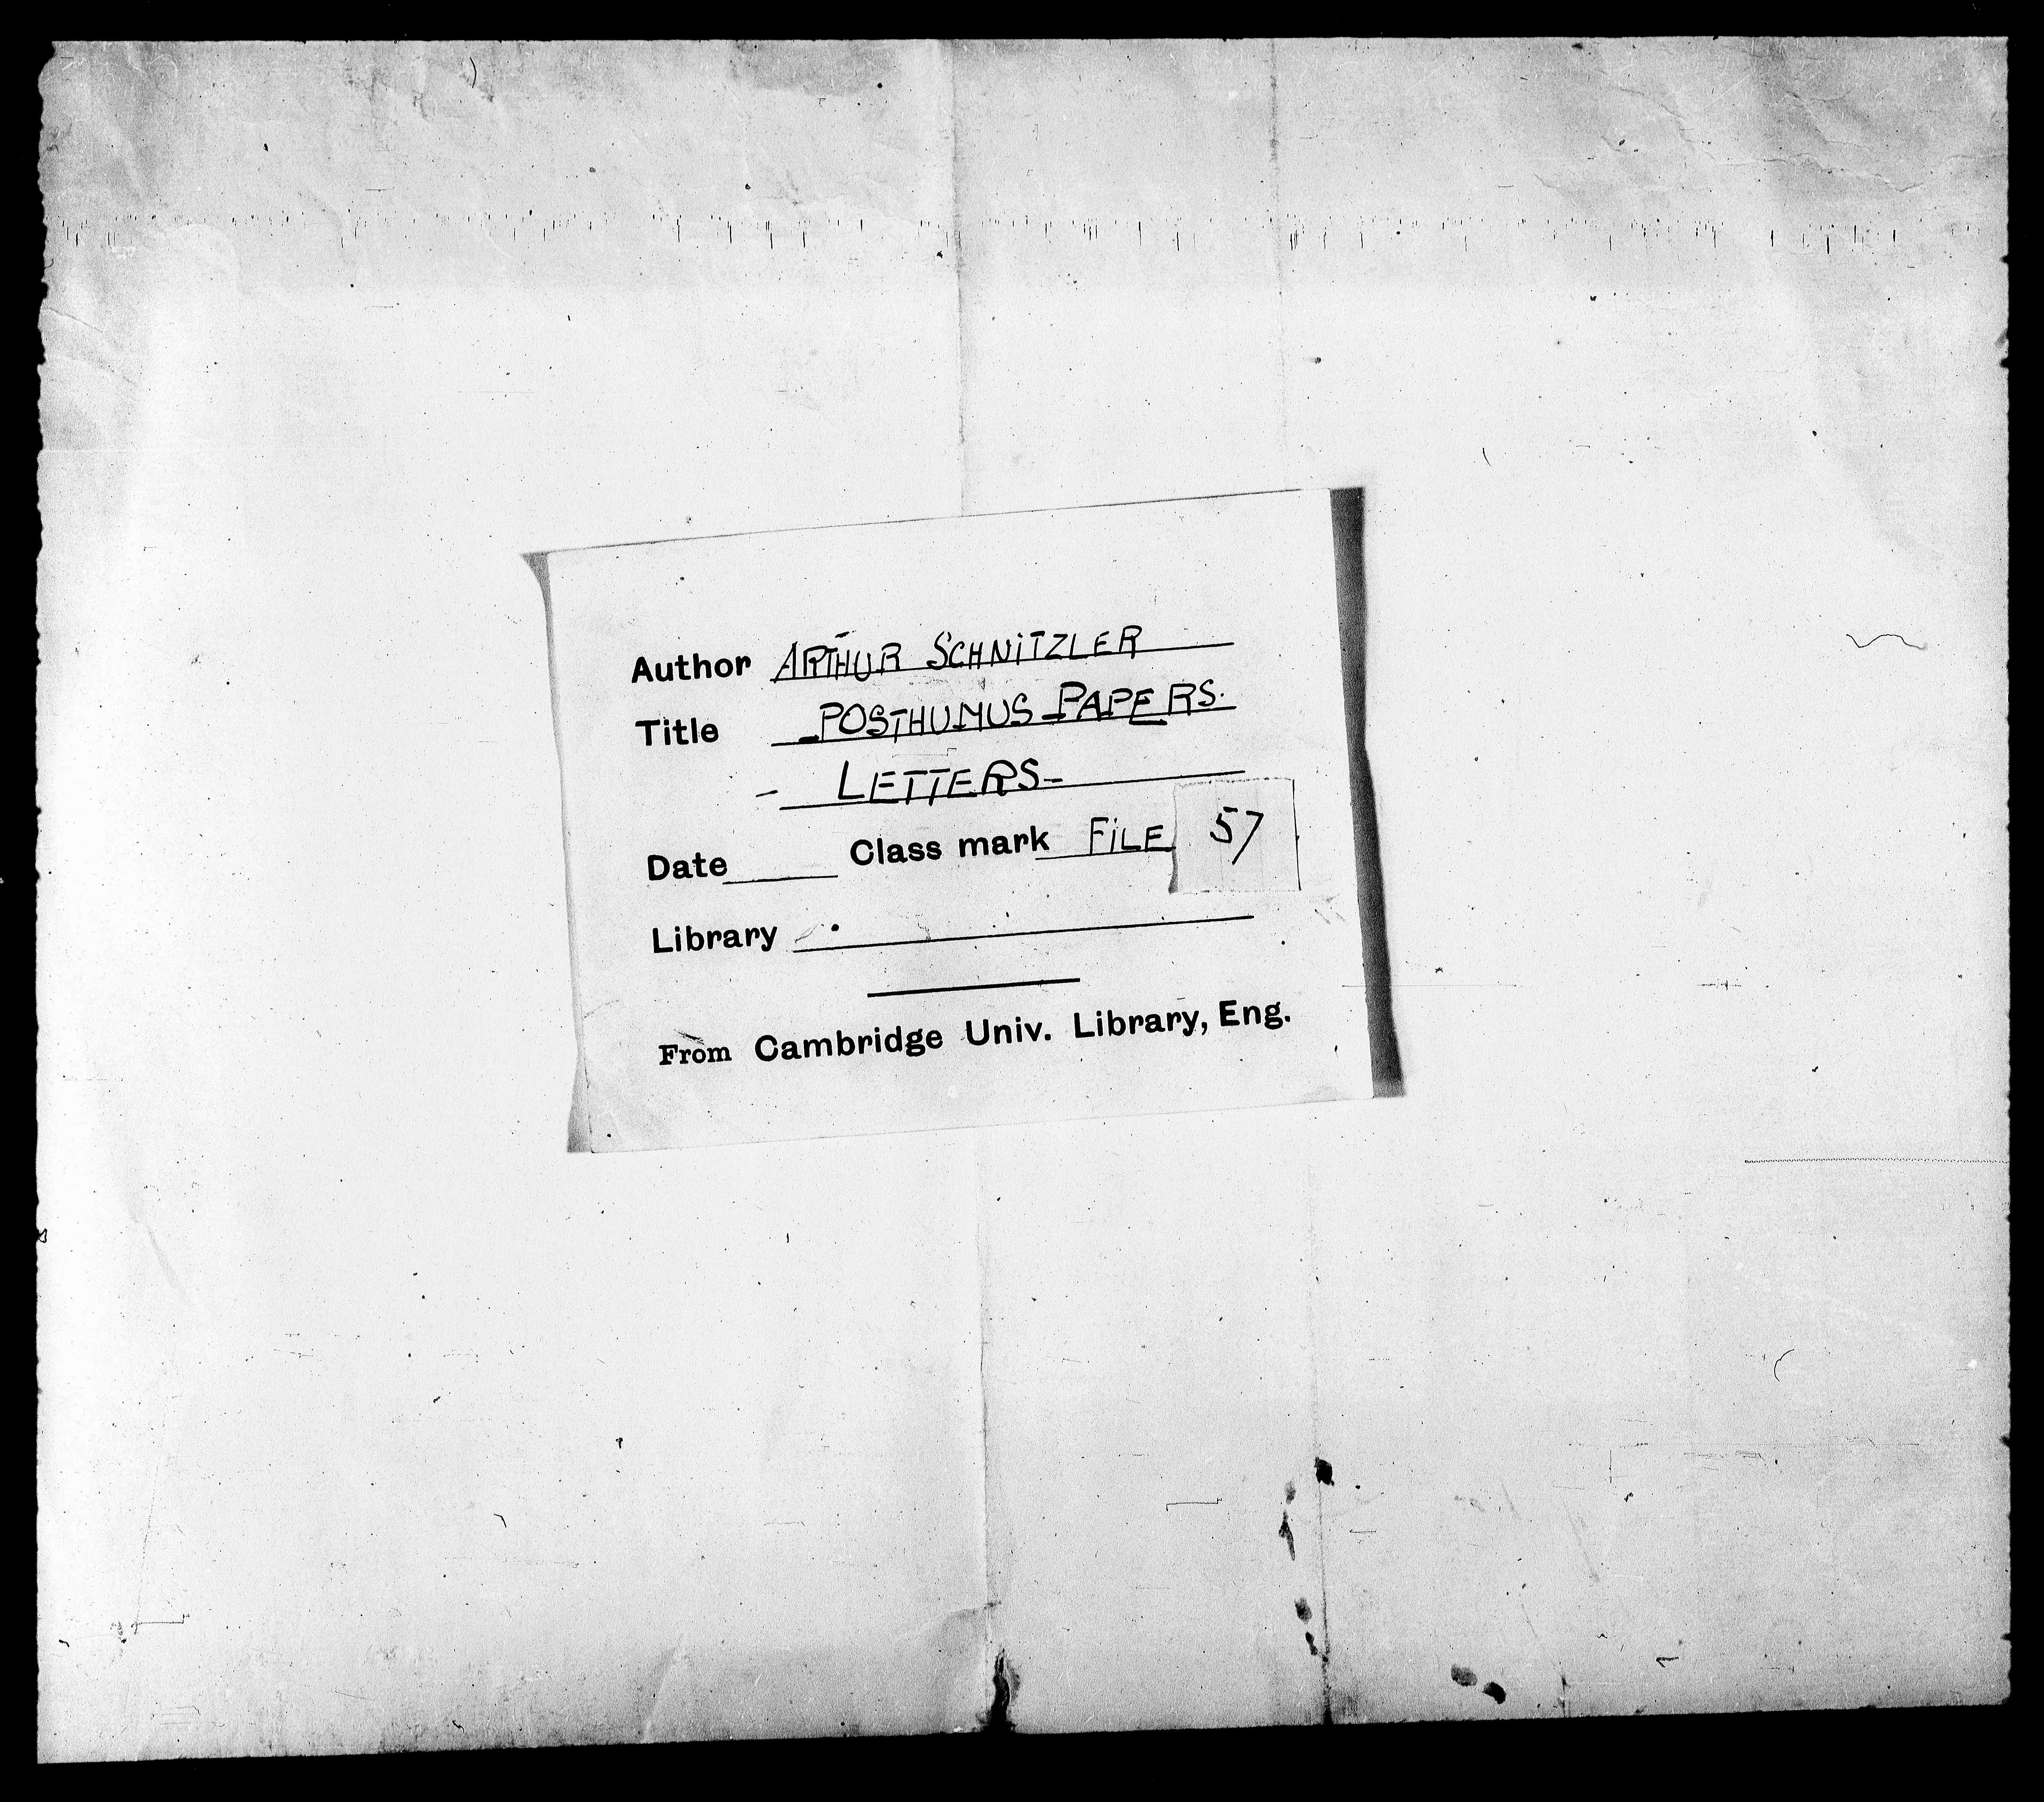 Author ARTHUR SCHNITZLER
Title POSTHUMUS PAPERS.
- LETTERS-
Date Class mark FILE 57
Library
From Cambridge Univ. Library, Eng.